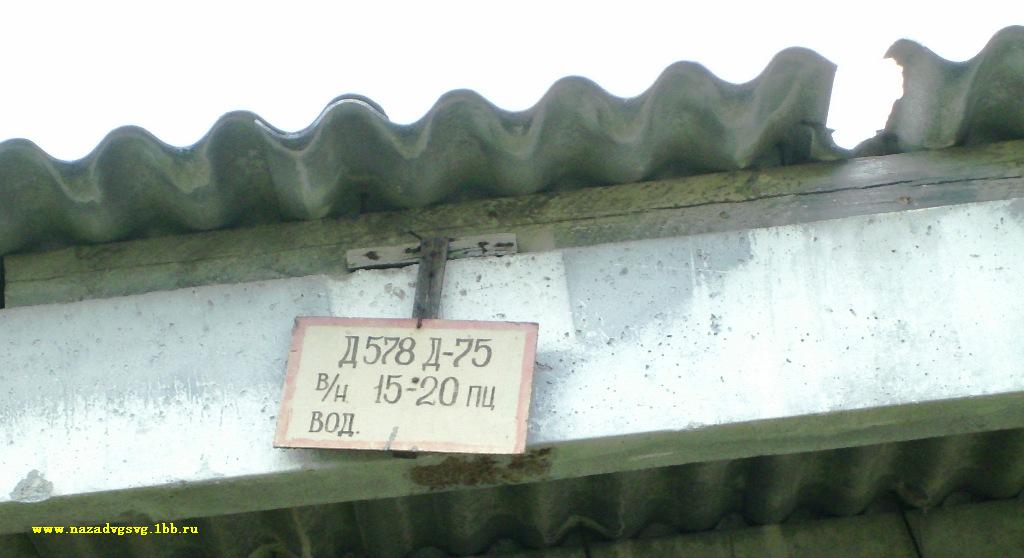 Д578 Д-75
В/Н 15-20 ПЦ
ВОД.
www.nazadvgsvg.1bb.ru